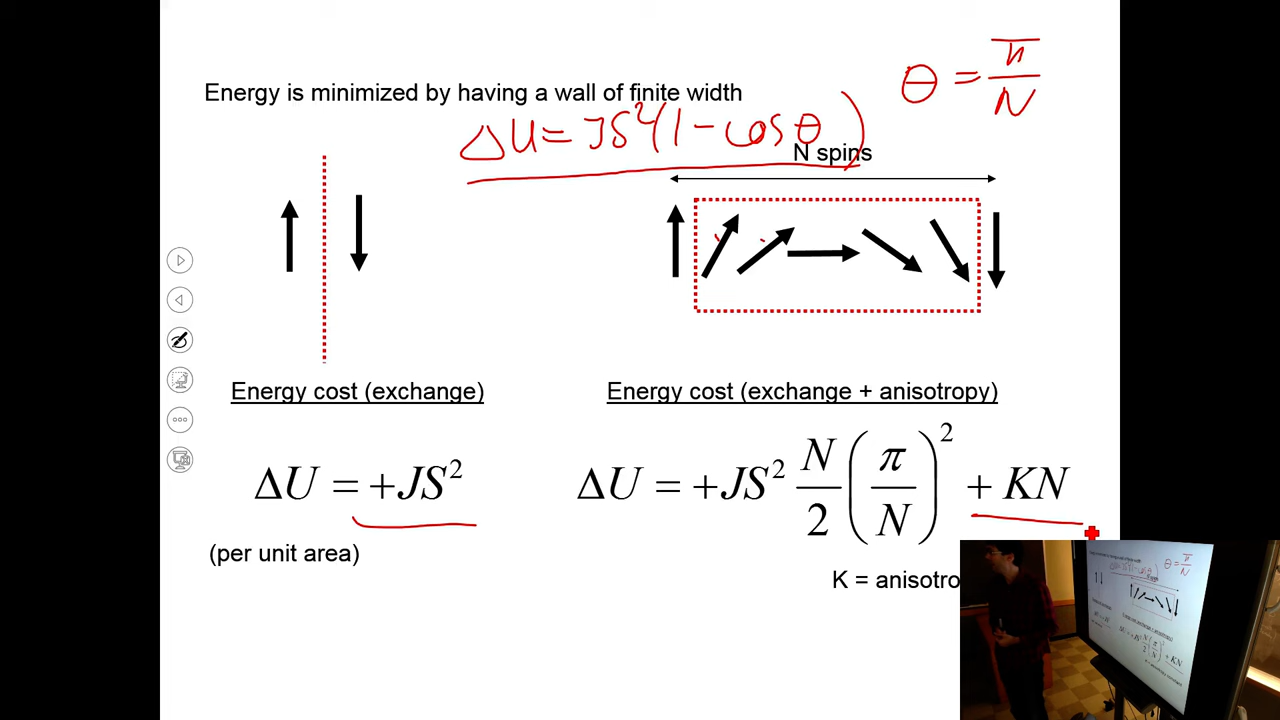 Energy is minimized by having a wall of finite width
θ = π/N
ΔU = JS²(1 - cos θ)
N spins
Energy cost (exchange)
Energy cost (exchange + anisotropy)
ΔU = +JS²
ΔU = +JS² N/2 (π/N)² + KN
(per unit area)
K =